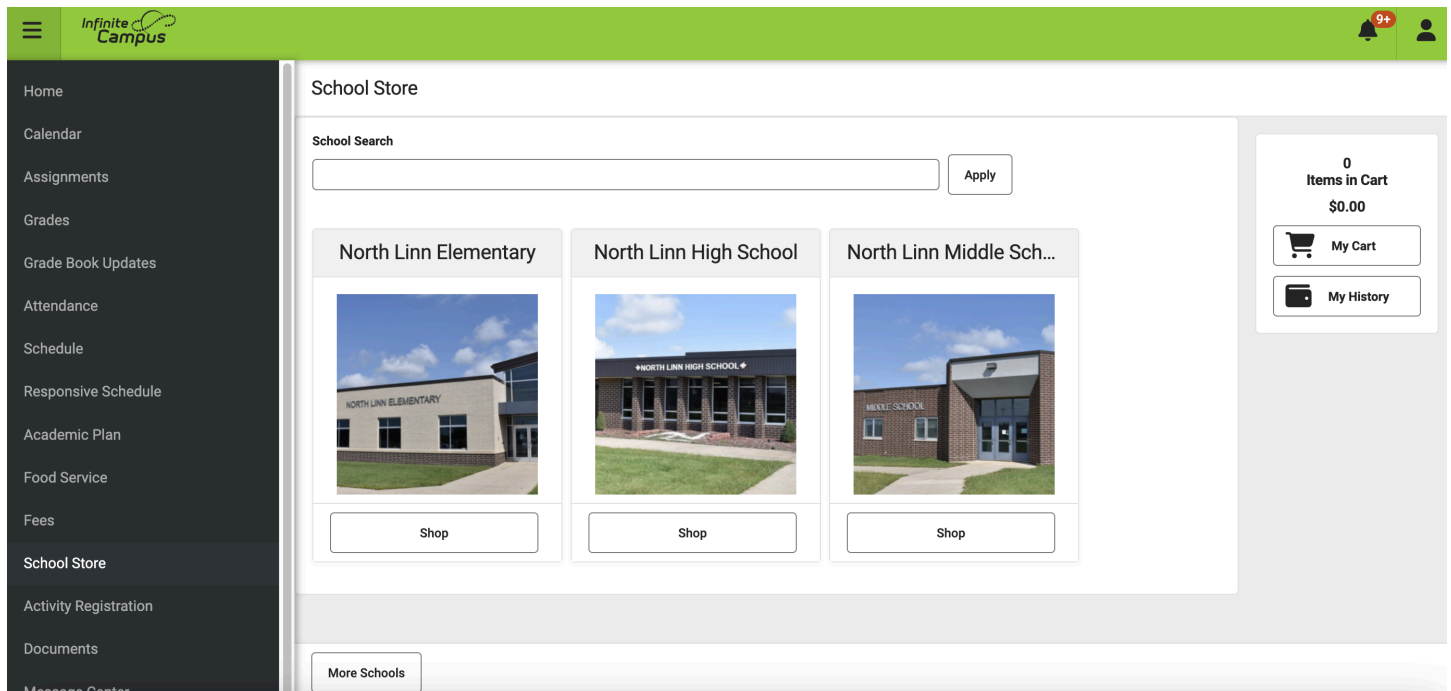 Infinite
Campus
9+
Home
Calendar
Assignments
Grades
Grade Book Updates
Attendance
Schedule
Responsive Schedule
Academic Plan
Food Service
Fees
School Store
Activity Registration
Documents
Message Center
School Store
School Search
Apply
North Linn Elementary
NORTH LINN ELEMENTARY
Shop
North Linn High School
NORTH LINN HIGH SCHOOL
Shop
North Linn Middle Sch...
MIDDLE SCHOOL
Shop
More Schools
0
Items in Cart
$0.00
My Cart
My History